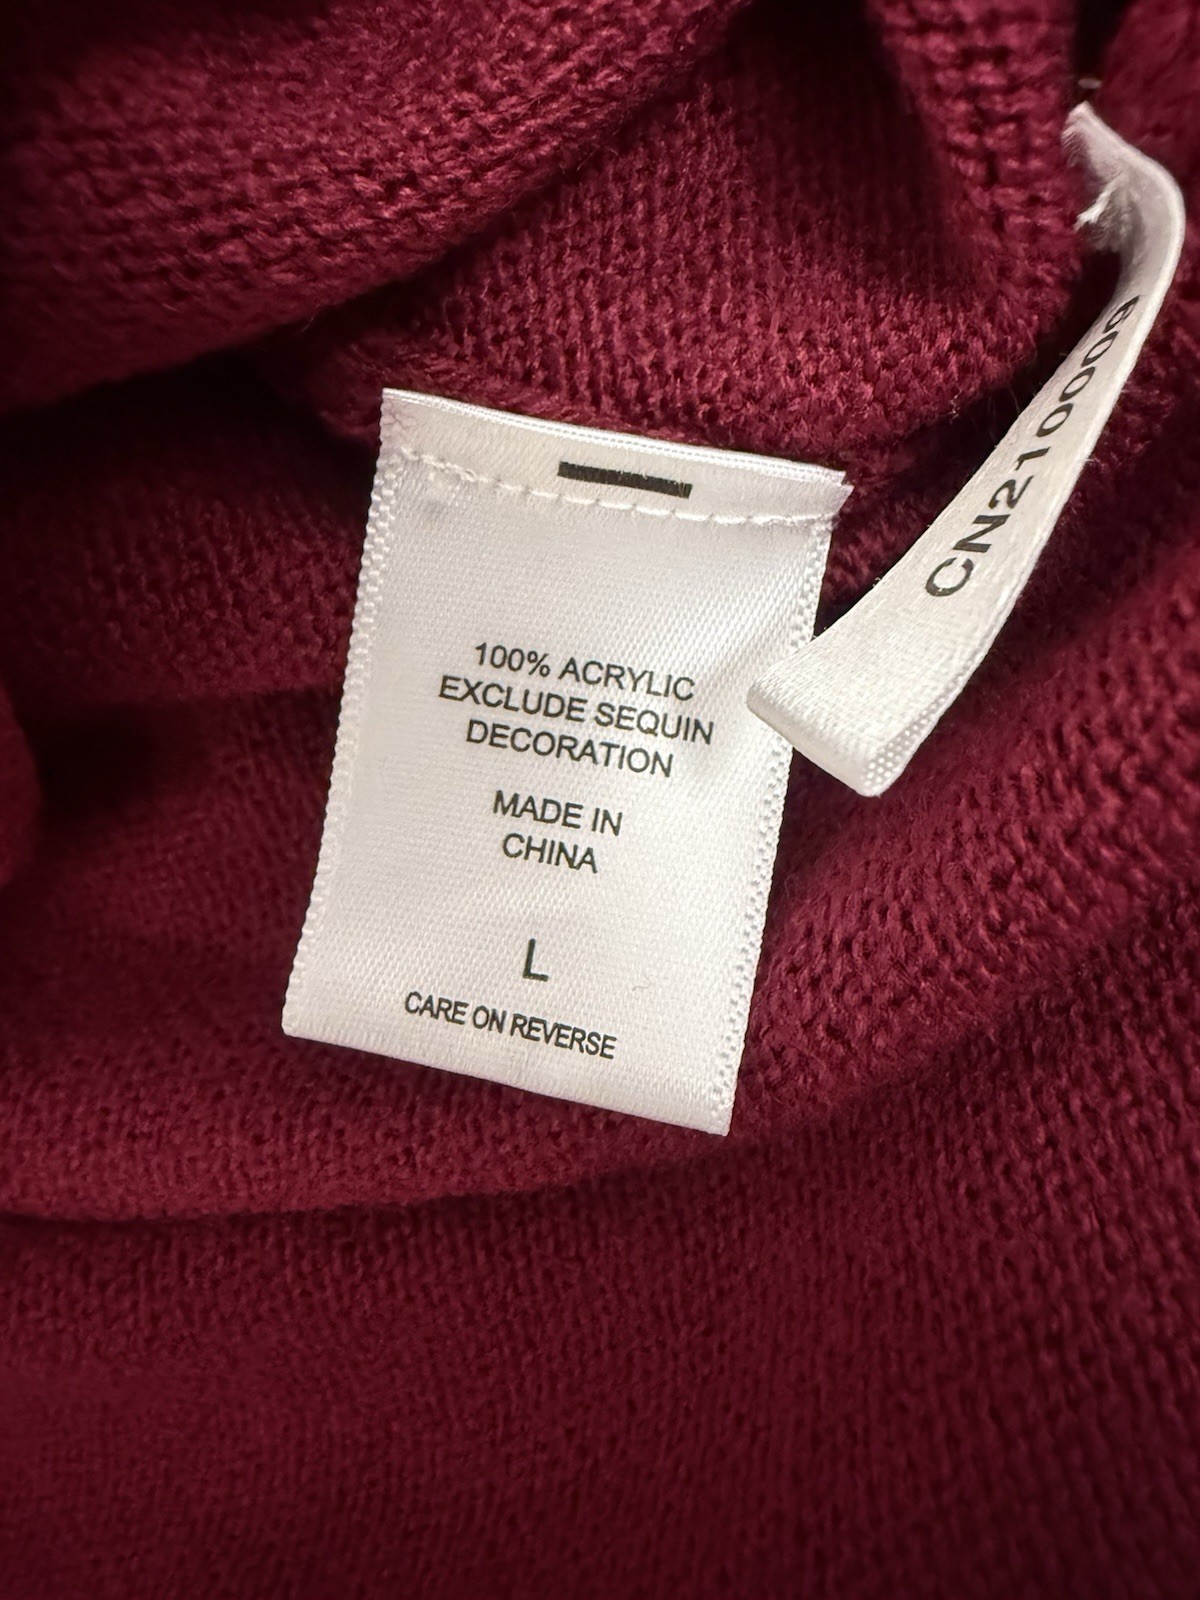 100% ACRYLIC
EXCLUDE SEQUIN
DECORATION
MADE IN
CHINA
L
CARE ON REVERSE
CN210009